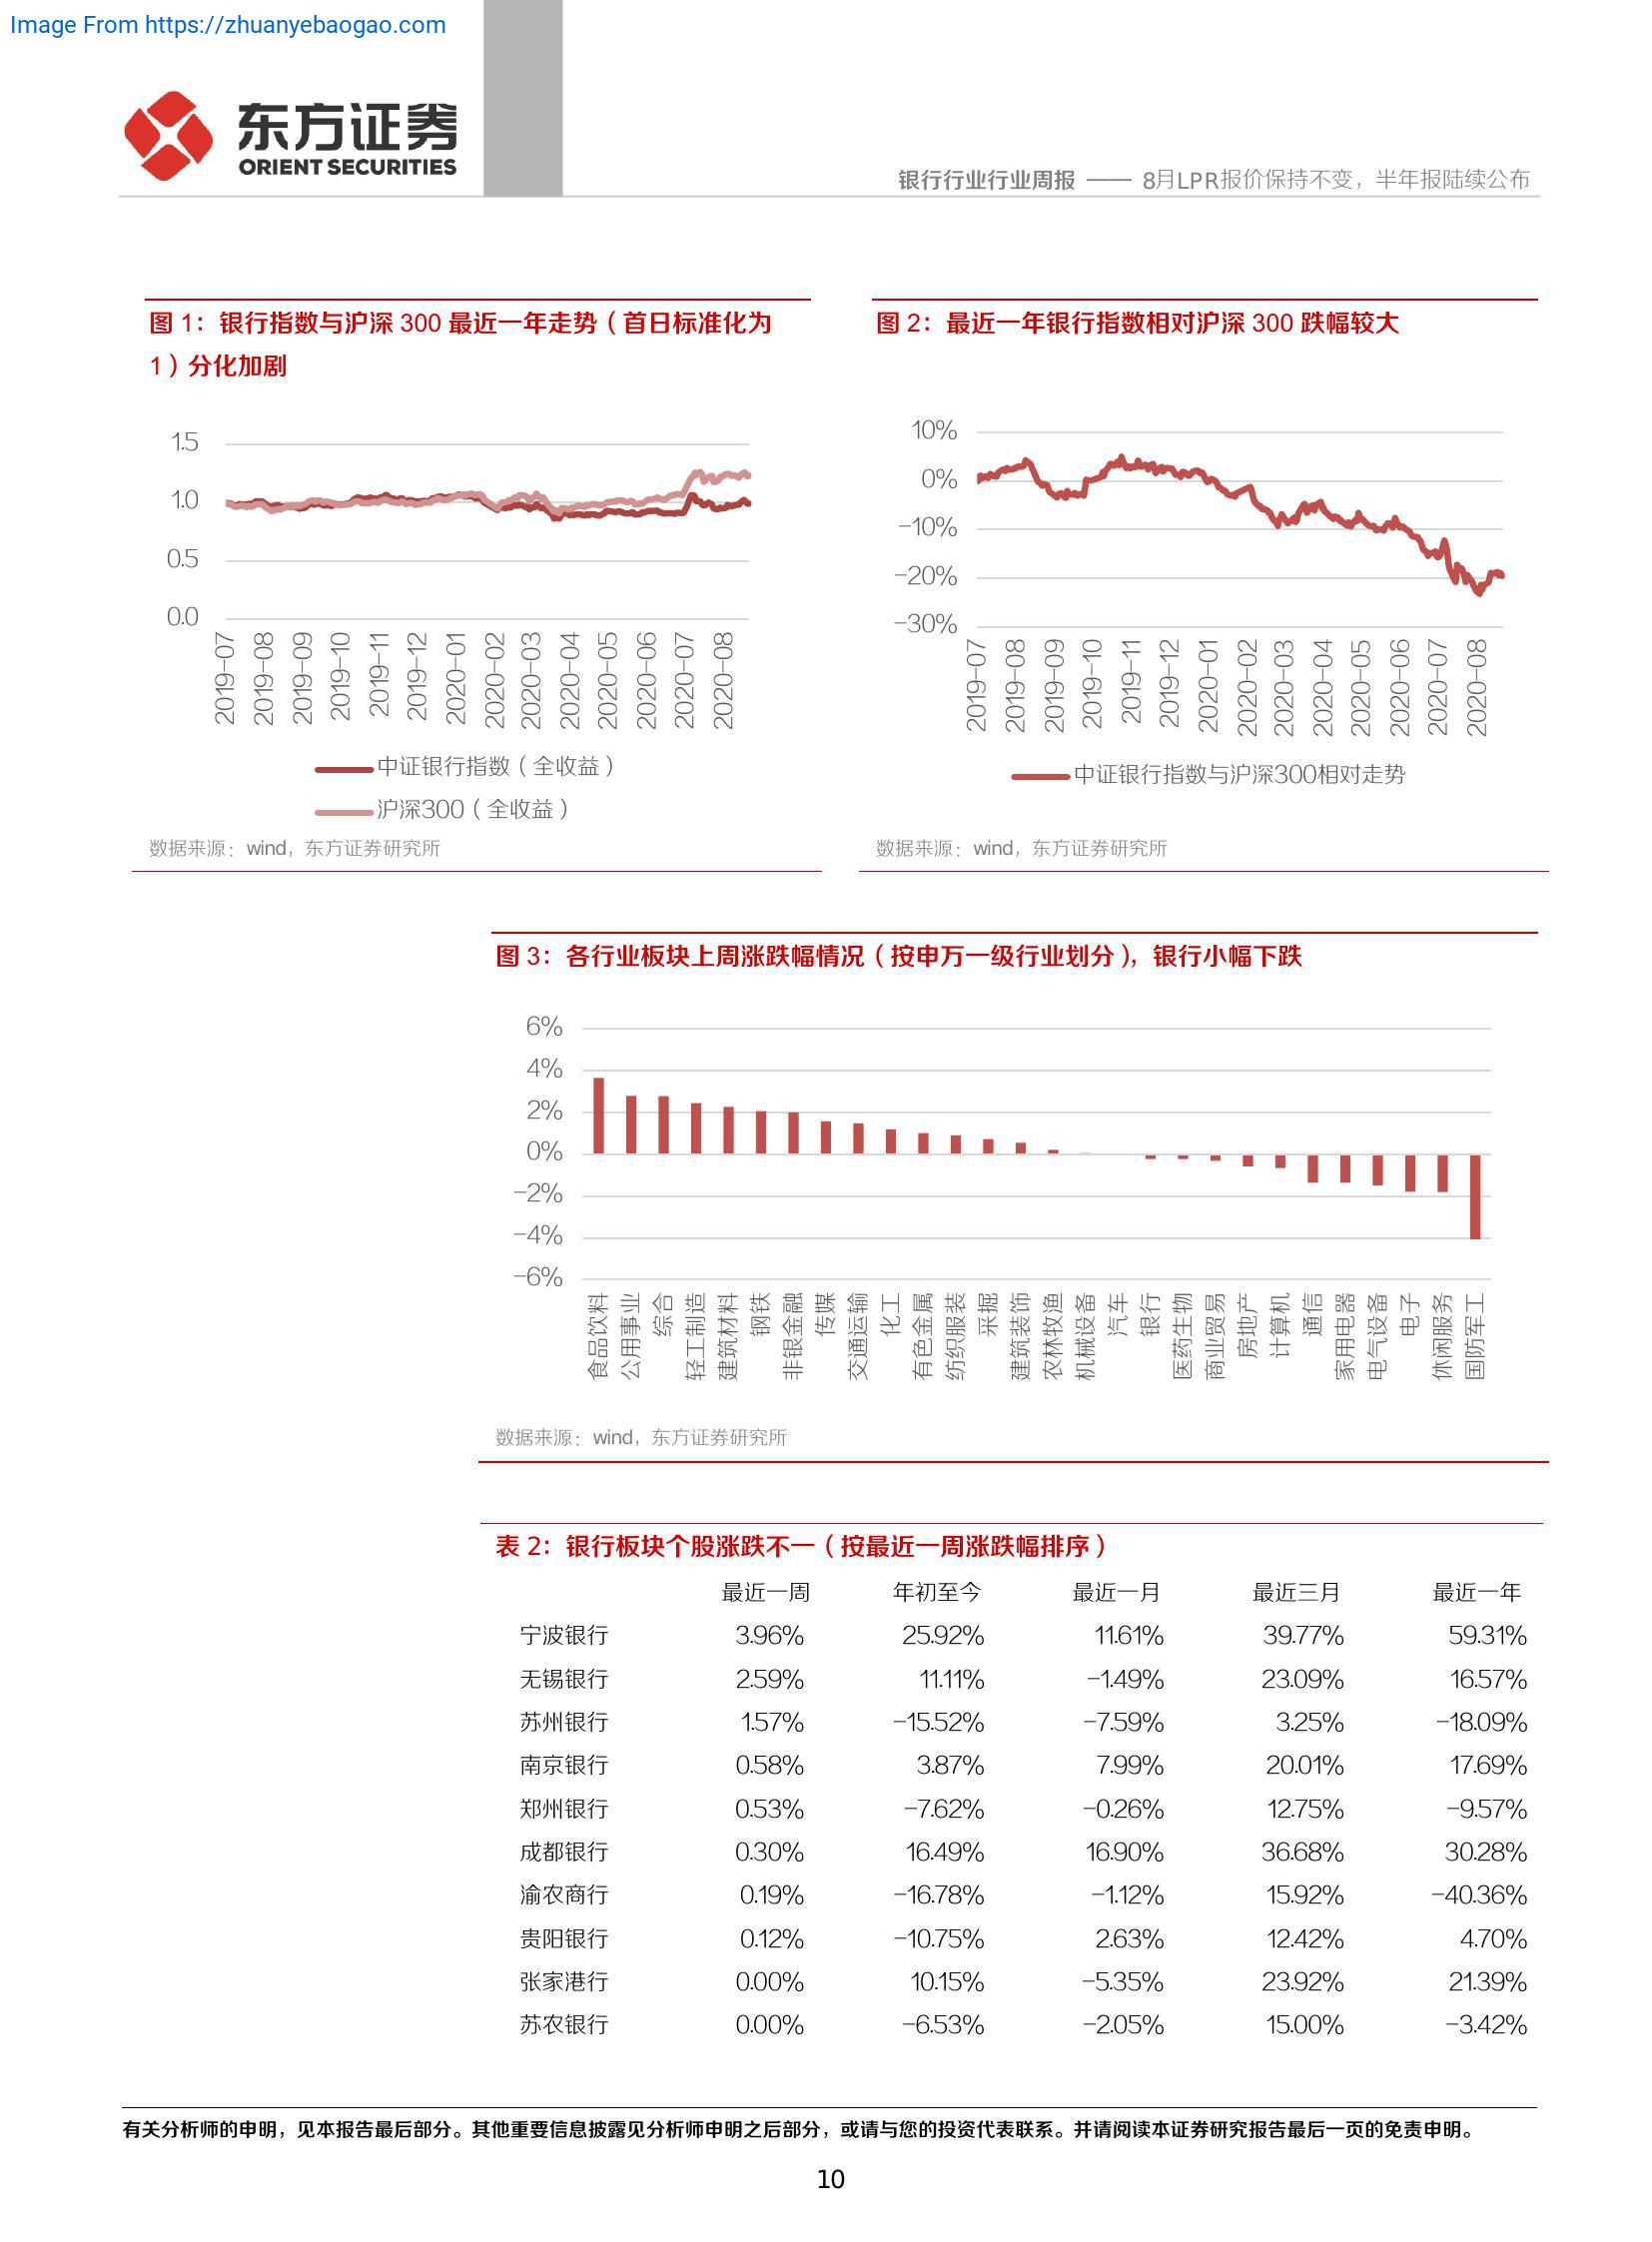 Image From https://zhuanyebaogao.com
东方证券
ORIENT SECURITIES
银行行业行业周报 —— 8月LPR报价保持不变，半年报陆续公布
图 1：银行指数与沪深 300 最近一年走势（首日标准化为
1）分化加剧
1.5
1.0
0.5
0.0
2019-07
2019-08
2019-09
2019-10
2019-11
2019-12
2020-01
2020-02
2020-03
2020-04
2020-05
2020-06
2020-07
2020-08
中证银行指数（全收益）
沪深300（全收益）
数据来源：wind，东方证券研究所
图 2：最近一年银行指数相对沪深 300 跌幅较大
10%
0%
-10%
-20%
-30%
2019-07
2019-08
2019-09
2019-10
2019-11
2019-12
2020-01
2020-02
2020-03
2020-04
2020-05
2020-06
2020-07
2020-08
中证银行指数与沪深300相对走势
数据来源：wind，东方证券研究所
图 3：各行业板块上周涨跌幅情况（按申万一级行业划分），银行小幅下跌
6%
4%
2%
0%
-2%
-4%
-6%
食品饮料
公用事业
综合
轻工制造
建筑材料
钢铁
非银金融
传媒
交通运输
化工
有色金属
纺织服装
采掘
建筑装饰
农林牧渔
机械设备
汽车
银行
医药生物
商业贸易
房地产
计算机
通信
家用电器
电气设备
电子
休闲服务
国防军工
数据来源：wind，东方证券研究所
表 2：银行板块个股涨跌不一（按最近一周涨跌幅排序）
最近一周 年初至今 最近一月 最近三月 最近一年
宁波银行 3.96% 25.92% 11.61% 39.77% 59.31%
无锡银行 2.59% 11.11% -1.49% 23.09% 16.57%
苏州银行 1.57% -15.52% -7.59% 3.25% -18.09%
南京银行 0.58% 3.87% 7.99% 20.01% 17.69%
郑州银行 0.53% -7.62% -0.26% 12.75% -9.57%
成都银行 0.30% 16.49% 16.90% 36.68% 30.28%
渝农商行 0.19% -16.78% -1.12% 15.92% -40.36%
贵阳银行 0.12% -10.75% 2.63% 12.42% 4.70%
张家港行 0.00% 10.15% -5.35% 23.92% 21.39%
苏农银行 0.00% -6.53% -2.05% 15.00% -3.42%
有关分析师的申明，见本报告最后部分。其他重要信息披露见分析师申明之后部分，或请与您的投资代表联系。并请阅读本证券研究报告最后一页的免责申明。
10